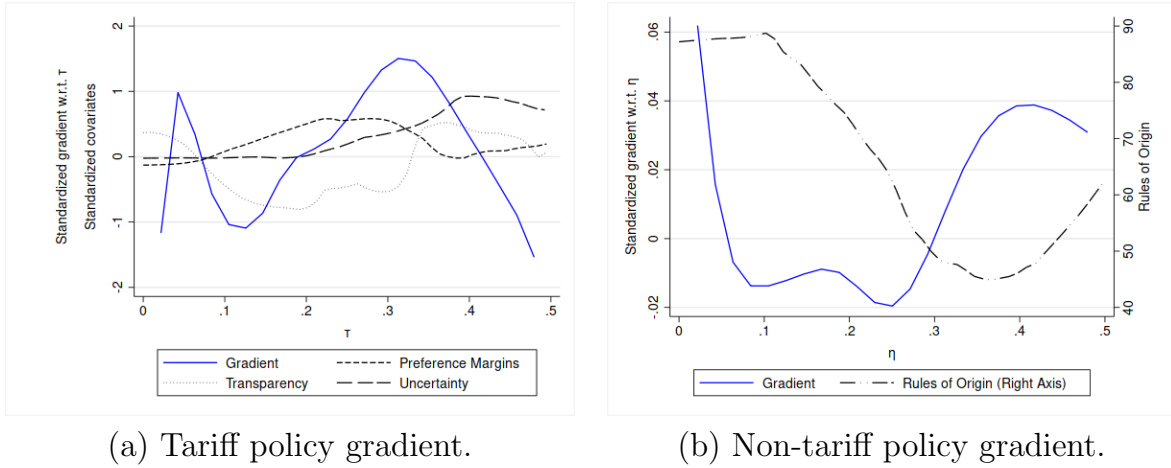 2
1
0
-1
-2
Standardized gradient w.r.t. τ
Standardized covariates
0 .1 .2 .3 .4 .5
τ
Gradient Preference Margins
Transparency Uncertainty
(a) Tariff policy gradient.
.06
.04
.02
0
-.02
Standardized gradient w.r.t. η
90
80
70
60
50
40
Rules of Origin
0 .1 .2 .3 .4 .5
η
Gradient Rules of Origin (Right Axis)
(b) Non-tariff policy gradient.